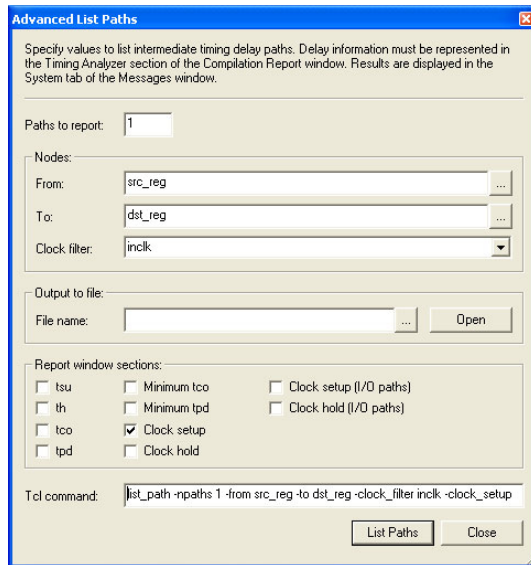 Advanced List Paths
Specify values to list intermediate timing delay paths. Delay information must be represented in
the Timing Analyzer section of the Compilation Report window. Results are displayed in the
System tab of the Messages window.
Paths to report: 1
Nodes:
From: src_reg ...
To: dst_reg ...
Clock filter: inclk
Output to file:
File name: ... Open
Report window sections:
tsu Minimum tco Clock setup (I/O paths)
th Minimum tpd Clock hold (I/O paths)
tco Clock setup
tpd Clock hold
Tcl command: list_path -npaths 1 -from src_reg -to dst_reg -clock_filter inclk -clock_setup
List Paths Close